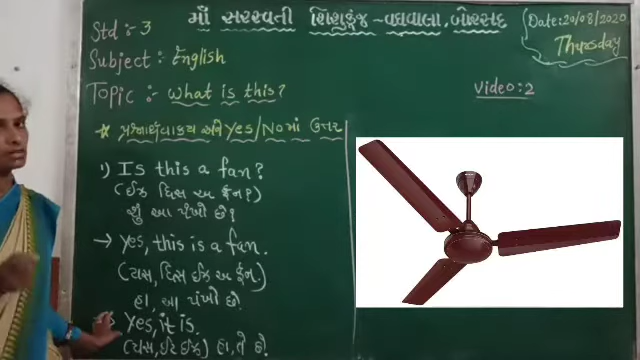 માઁ સરસ્વતી શિશુકુંજ ~ વઘવાલા, બોરસદ
Date: 20/08/2020
Thursday
Std :- 3
Subject : English
Topic :- What is this?
Video : 2
* પ્રશ્નાર્થવાક્ય અને Yes/No માં ઉત્તર
1) Is this a fan?
(ઈઝ ધિસ અ ફૅન?)
શું આ પંખો છે?
→ Yes, this is a fan.
(યસ, ધિસ ઈઝ અ ફૅન.)
હા, આ પંખો છે.
Yes, it is.
(યસ, ઈટ ઈઝ) હા, તે છે.